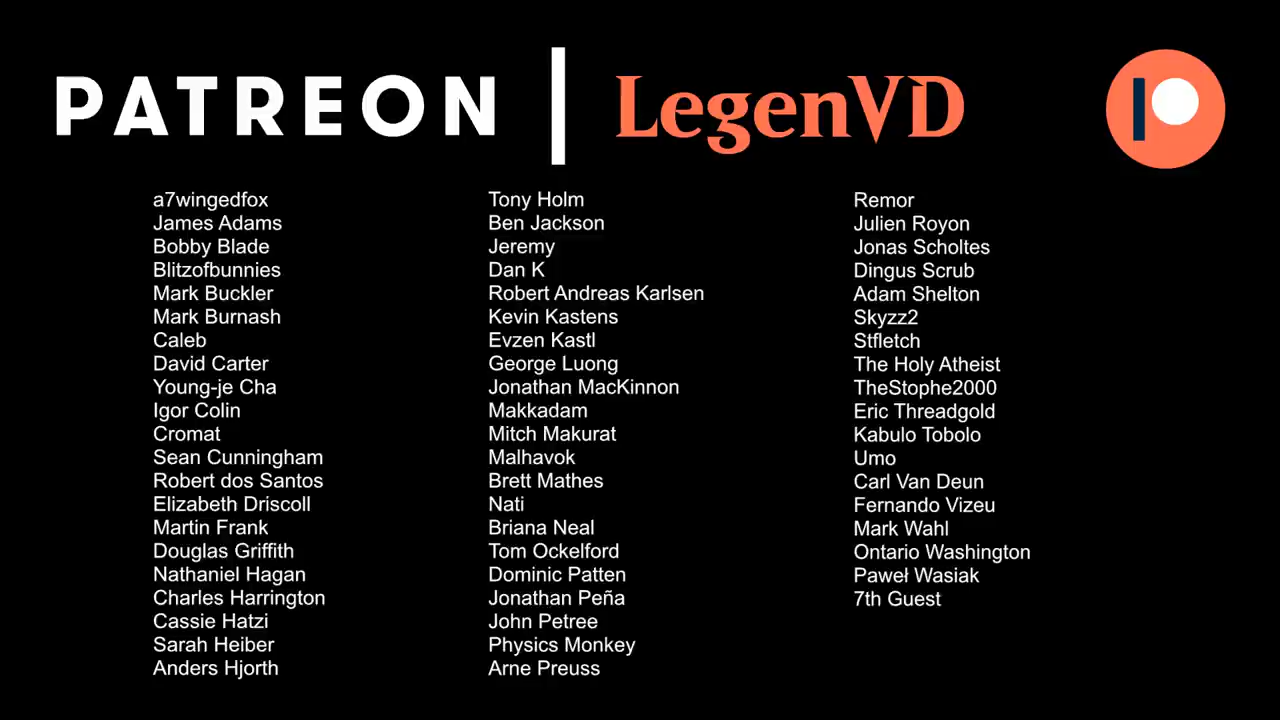 PATREON | LegenVD
a7wingedfox
James Adams
Bobby Blade
Blitzofbunnies
Mark Buckler
Mark Burnash
Caleb
David Carter
Young-je Cha
Igor Colin
Cromat
Sean Cunningham
Robert dos Santos
Elizabeth Driscoll
Martin Frank
Douglas Griffith
Nathaniel Hagan
Charles Harrington
Cassie Hatzi
Sarah Heiber
Anders Hjorth
Tony Holm
Ben Jackson
Jeremy
Dan K
Robert Andreas Karlsen
Kevin Kastens
Evzen Kastl
George Luong
Jonathan MacKinnon
Makkadam
Mitch Makurat
Malhavok
Brett Mathes
Nati
Briana Neal
Tom Ockelford
Dominic Patten
Jonathan Peña
John Petree
Physics Monkey
Arne Preuss
Remor
Julien Royon
Jonas Scholtes
Dingus Scrub
Adam Shelton
Skyzz2
Stfletch
The Holy Atheist
TheStophe2000
Eric Threadgold
Kabulo Tobolo
Umo
Carl Van Deun
Fernando Vizeu
Mark Wahl
Ontario Washington
Paweł Wasiak
7th Guest